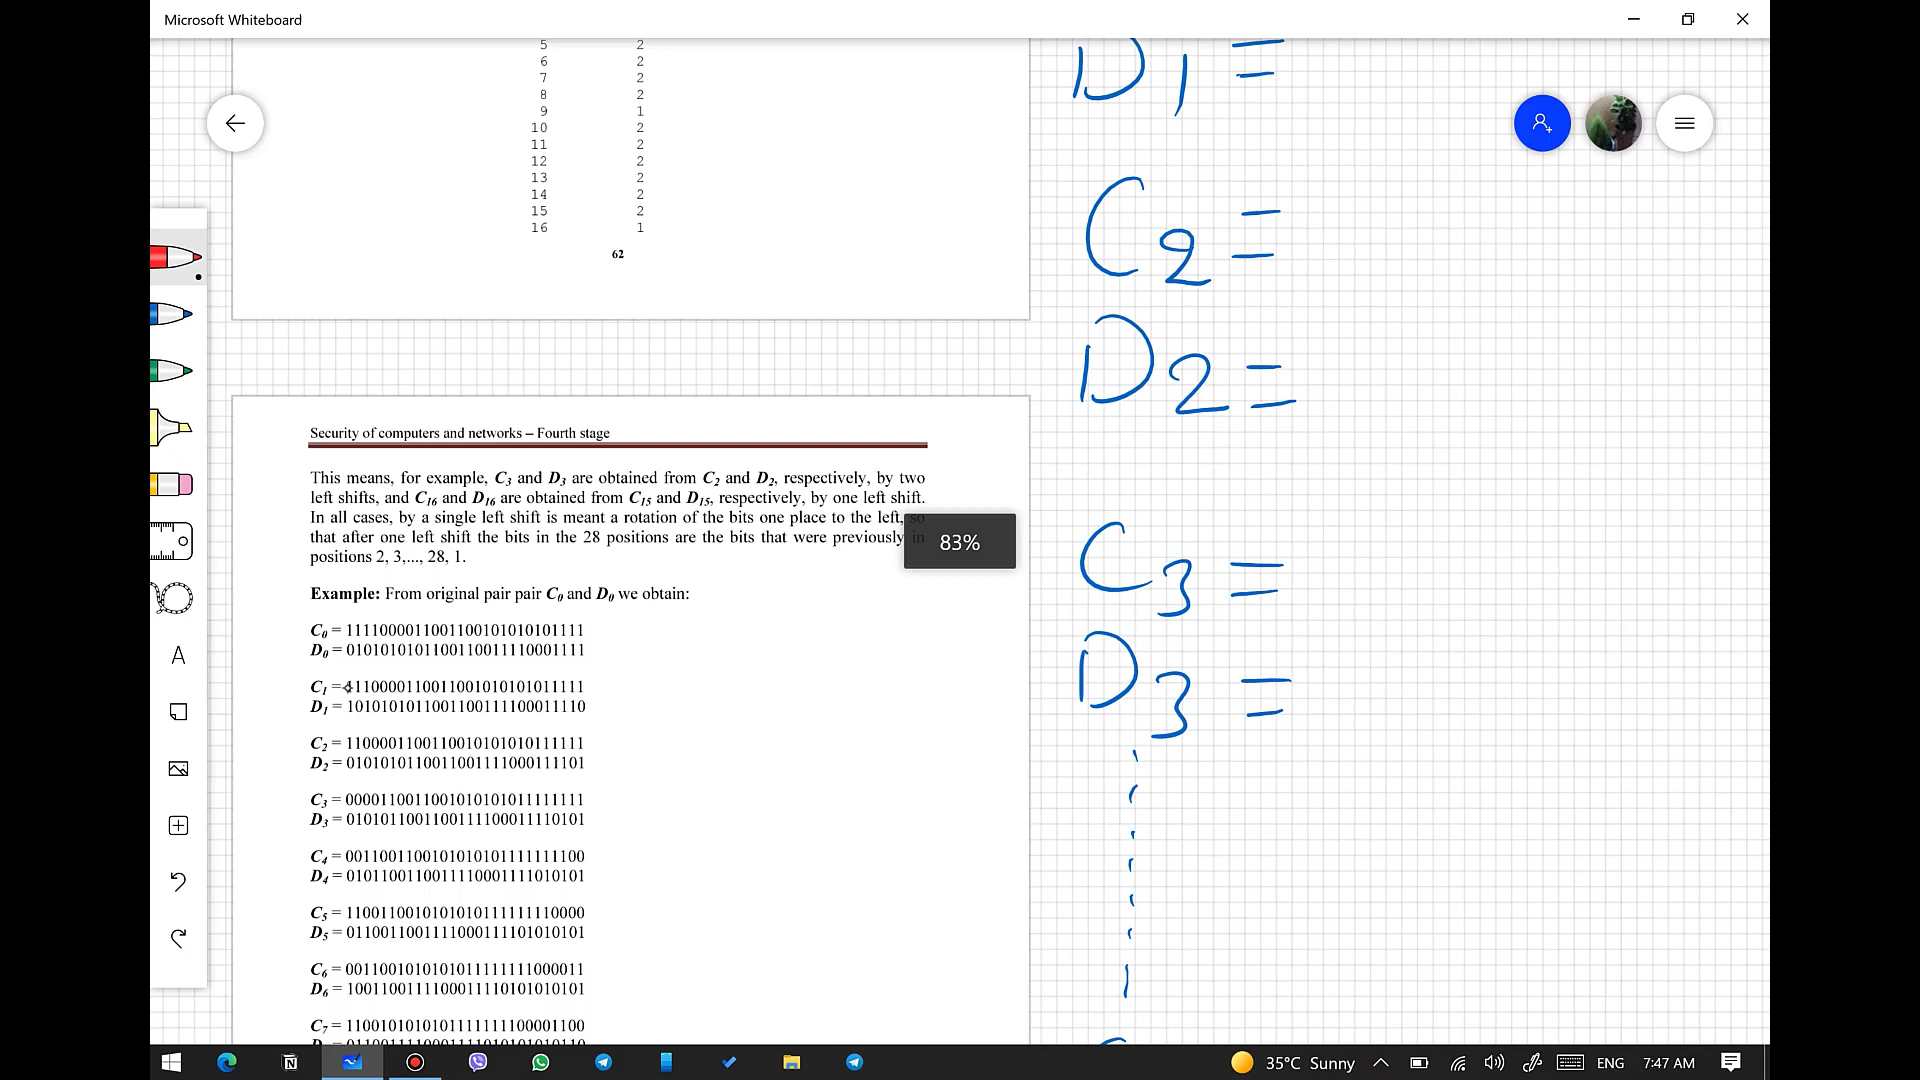 Microsoft Whiteboard
5 2
6 2
7 2
8 2
9 1
10 2
11 2
12 2
13 2
14 2
15 2
16 1
62
Security of computers and networks – Fourth stage
This means, for example, C3 and D3 are obtained from C2 and D2, respectively, by two
left shifts, and C16 and D16 are obtained from C15 and D15, respectively, by one left shift.
In all cases, by a single left shift is meant a rotation of the bits one place to the left, so
that after one left shift the bits in the 28 positions are the bits that were previously in
positions 2, 3,..., 28, 1.
Example: From original pair pair C0 and D0 we obtain:
C0 = 1111000011001100101010101111
D0 = 0101010101100110011110001111
C1 = 1110000110011001010101011111
D1 = 1010101011001100111100011110
C2 = 1100001100110010101010111111
D2 = 0101010110011001111000111101
C3 = 0000110011001010101011111111
D3 = 0101011001100111100011110101
C4 = 0011001100101010101111111100
D4 = 0101100110011110001111010101
C5 = 1100110010101010111111110000
D5 = 0110011001111000111101010101
C6 = 0011001010101011111111000011
D6 = 1001100111100011110101010101
C7 = 1100101010101111111100001100
83%
D1 =
C2 =
D2 =
C3 =
D3 =
A
35°C Sunny
ENG
7:47 AM